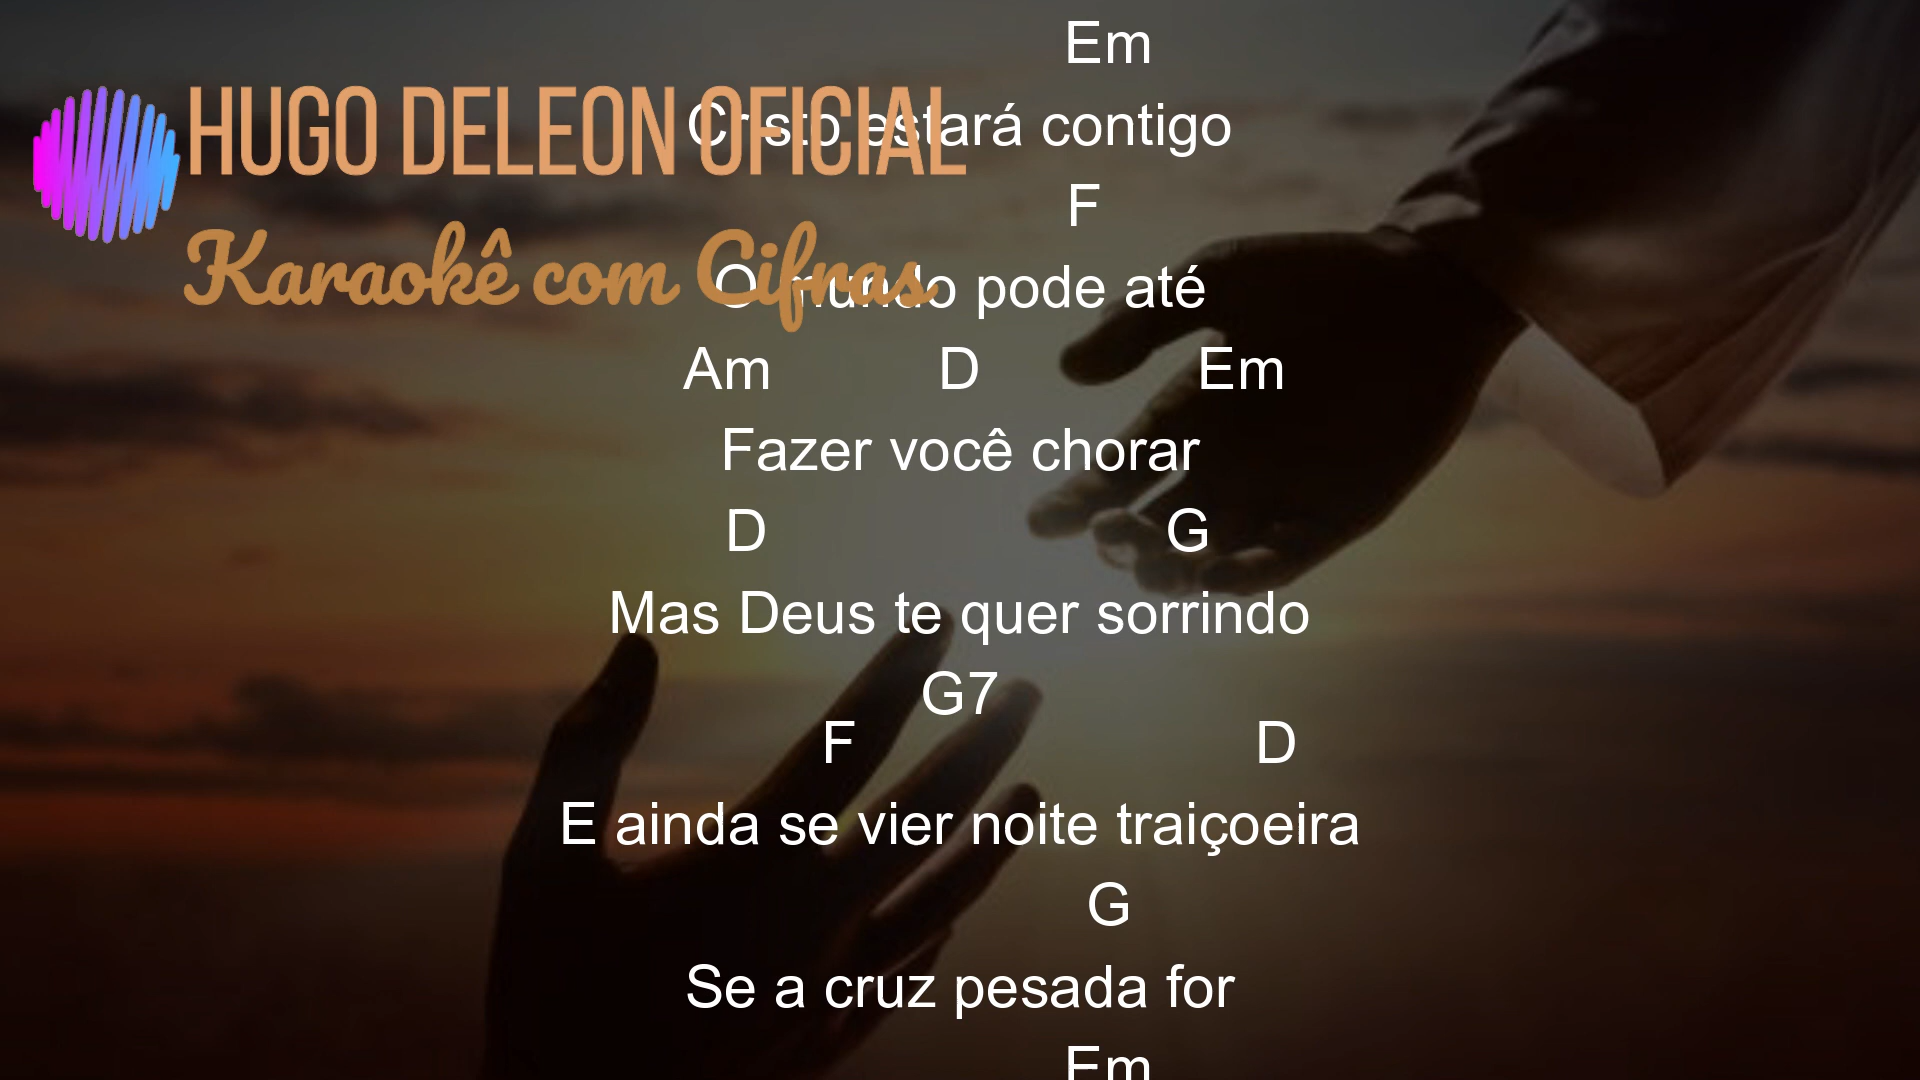 Em
HUGO DELEON OFICIAL
Cristo estará contigo
F
Karaokê com Cifras
O mundo pode até
Am D Em
Fazer você chorar
D G
Mas Deus te quer sorrindo
G7
F D
E ainda se vier noite traiçoeira
G
Se a cruz pesada for
Em